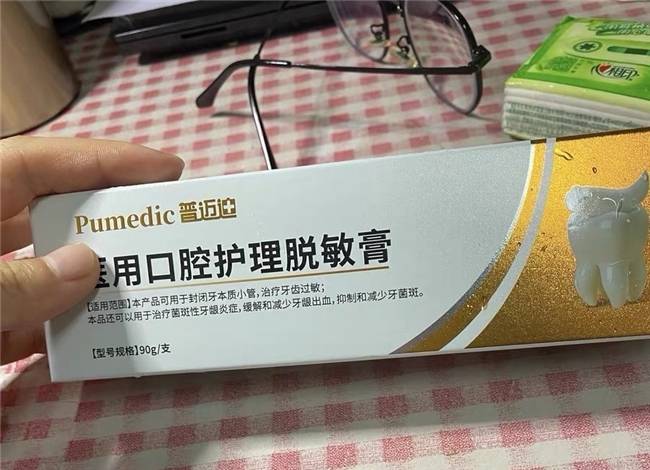 Pumedic 普迈迪
医用口腔护理脱敏膏
【适用范围】本产品可用于封闭牙本质小管，治疗牙齿过敏；
本品还可以用于治疗菌斑性牙龈炎症，缓解和减少牙龈出血，抑制和减少牙菌斑。
【型号规格】90g/支
心相印